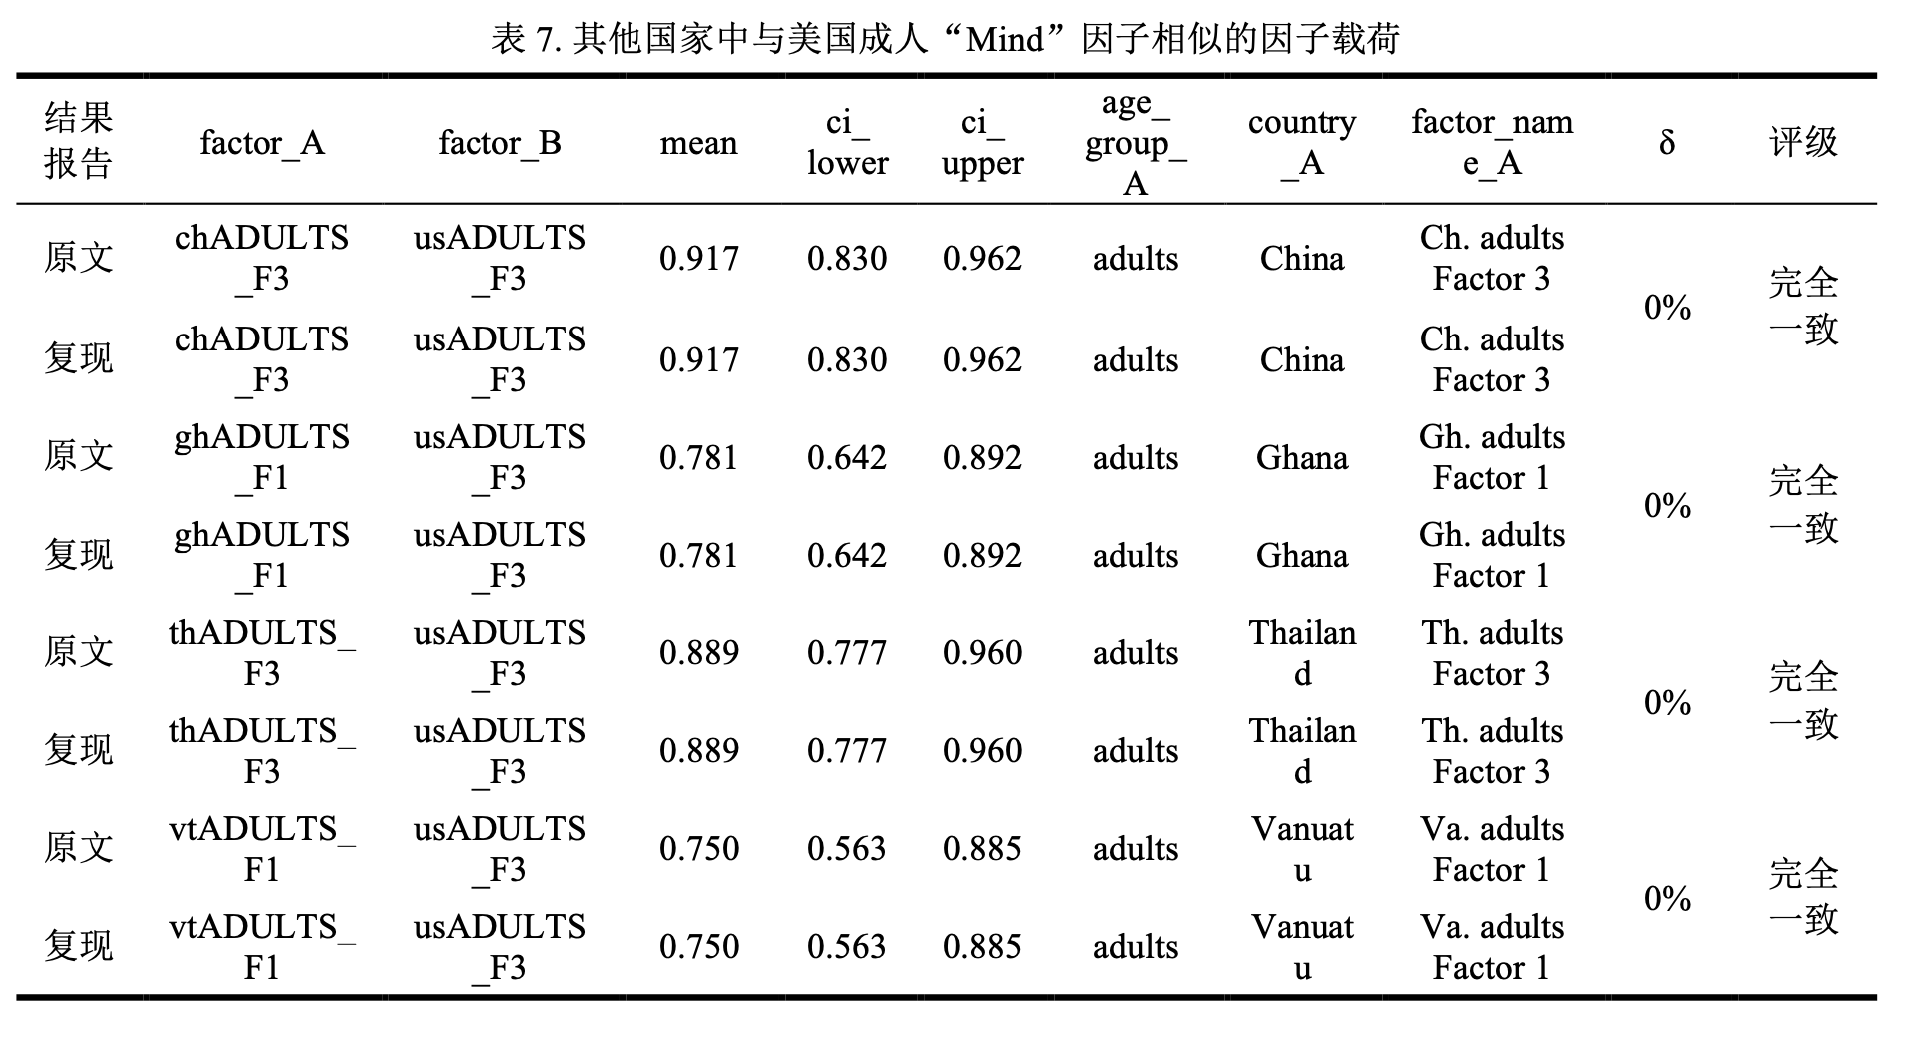 表 7. 其他国家中与美国成人“Mind”因子相似的因子载荷
结果报告 factor_A factor_B mean ci_lower ci_upper age_group_A country_A factor_name_A δ 评级
原文 chADULTS_F3 usADULTS_F3 0.917 0.830 0.962 adults China Ch. adults Factor 3 0% 完全一致
复现 chADULTS_F3 usADULTS_F3 0.917 0.830 0.962 adults China Ch. adults Factor 3
原文 ghADULTS_F1 usADULTS_F3 0.781 0.642 0.892 adults Ghana Gh. adults Factor 1 0% 完全一致
复现 ghADULTS_F1 usADULTS_F3 0.781 0.642 0.892 adults Ghana Gh. adults Factor 1
原文 thADULTS_F3 usADULTS_F3 0.889 0.777 0.960 adults Thailand Th. adults Factor 3 0% 完全一致
复现 thADULTS_F3 usADULTS_F3 0.889 0.777 0.960 adults Thailand Th. adults Factor 3
原文 vtADULTS_F1 usADULTS_F3 0.750 0.563 0.885 adults Vanuatu Va. adults Factor 1 0% 完全一致
复现 vtADULTS_F1 usADULTS_F3 0.750 0.563 0.885 adults Vanuatu Va. adults Factor 1